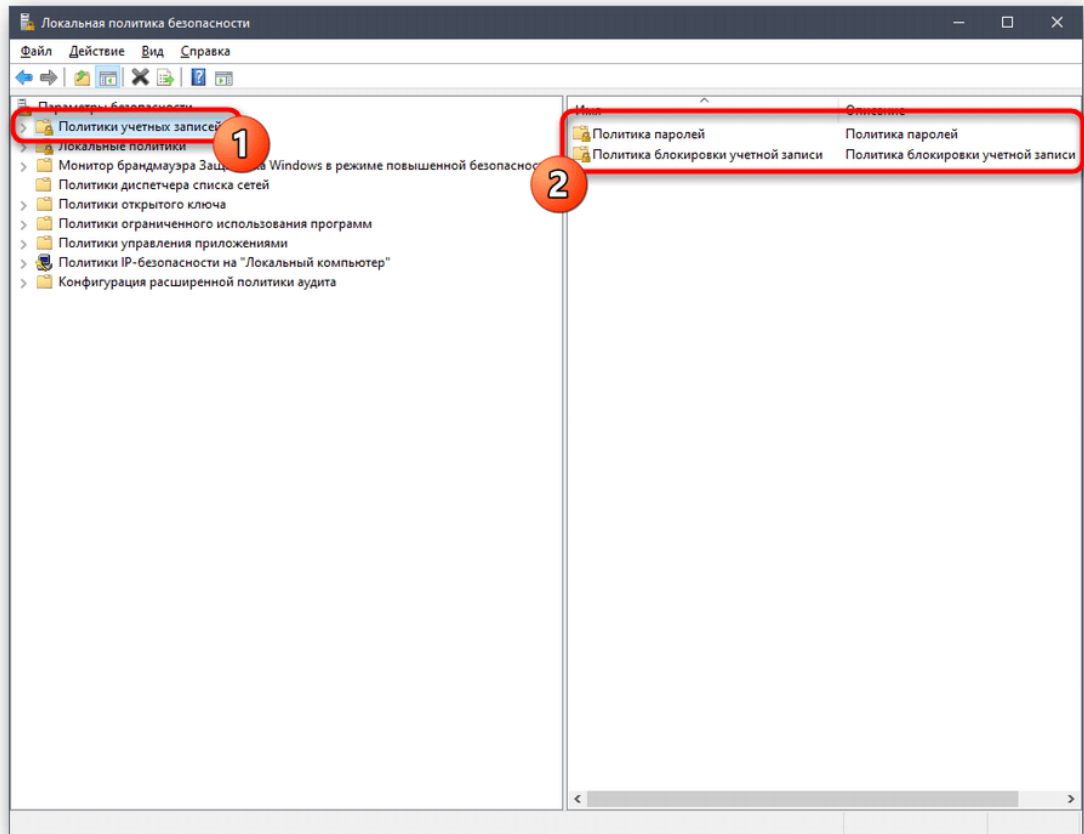 Локальная политика безопасности
Файл Действие Вид Справка
Параметры безопасности
Политики учетных записей
Локальные политики
Монитор брандмауэра Windows в режиме повышенной безопаснос
Политики диспетчера списка сетей
Политики открытого ключа
Политики ограниченного использования программ
Политики управления приложениями
Политики IP-безопасности на "Локальный компьютер"
Конфигурация расширенной политики аудита
1
Имя Описание
Политика паролей Политика паролей
Политика блокировки учетной записи Политика блокировки учетной записи
2